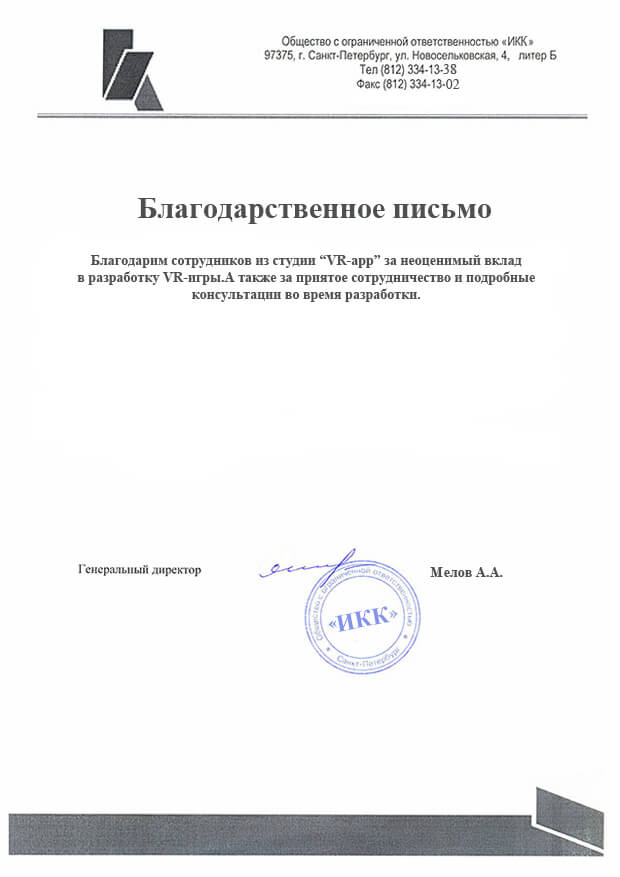 Общество с ограниченной ответственностью «ИКК»
97375, г. Санкт-Петербург, ул. Новосельковская, 4, литер Б
Тел (812) 334-13-38
Факс (812) 334-13-02
Благодарственное письмо
Благодарим сотрудников из студии “VR-app” за неоценимый вклад
в разработку VR-игры.А также за приятое сотрудничество и подробные
консультации во время разработки.
Генеральный директор
Мелов А.А.
Общество с ограниченной ответственностью
«ИКК»
Санкт-Петербург